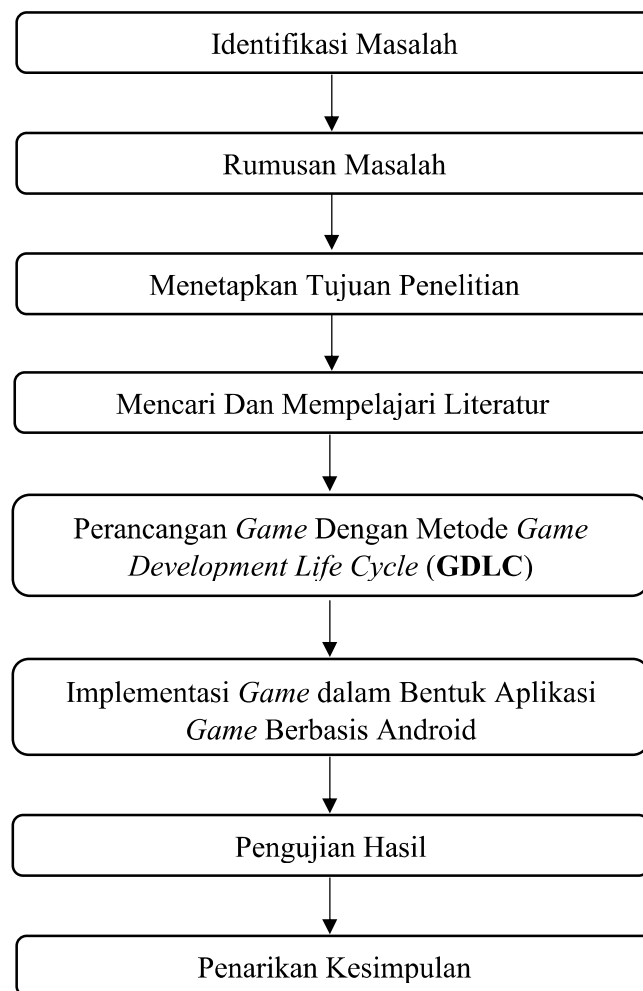 Identifikasi Masalah
Rumusan Masalah
Menetapkan Tujuan Penelitian
Mencari Dan Mempelajari Literatur
Perancangan Game Dengan Metode Game
Development Life Cycle (GDLC)
Implementasi Game dalam Bentuk Aplikasi
Game Berbasis Android
Pengujian Hasil
Penarikan Kesimpulan